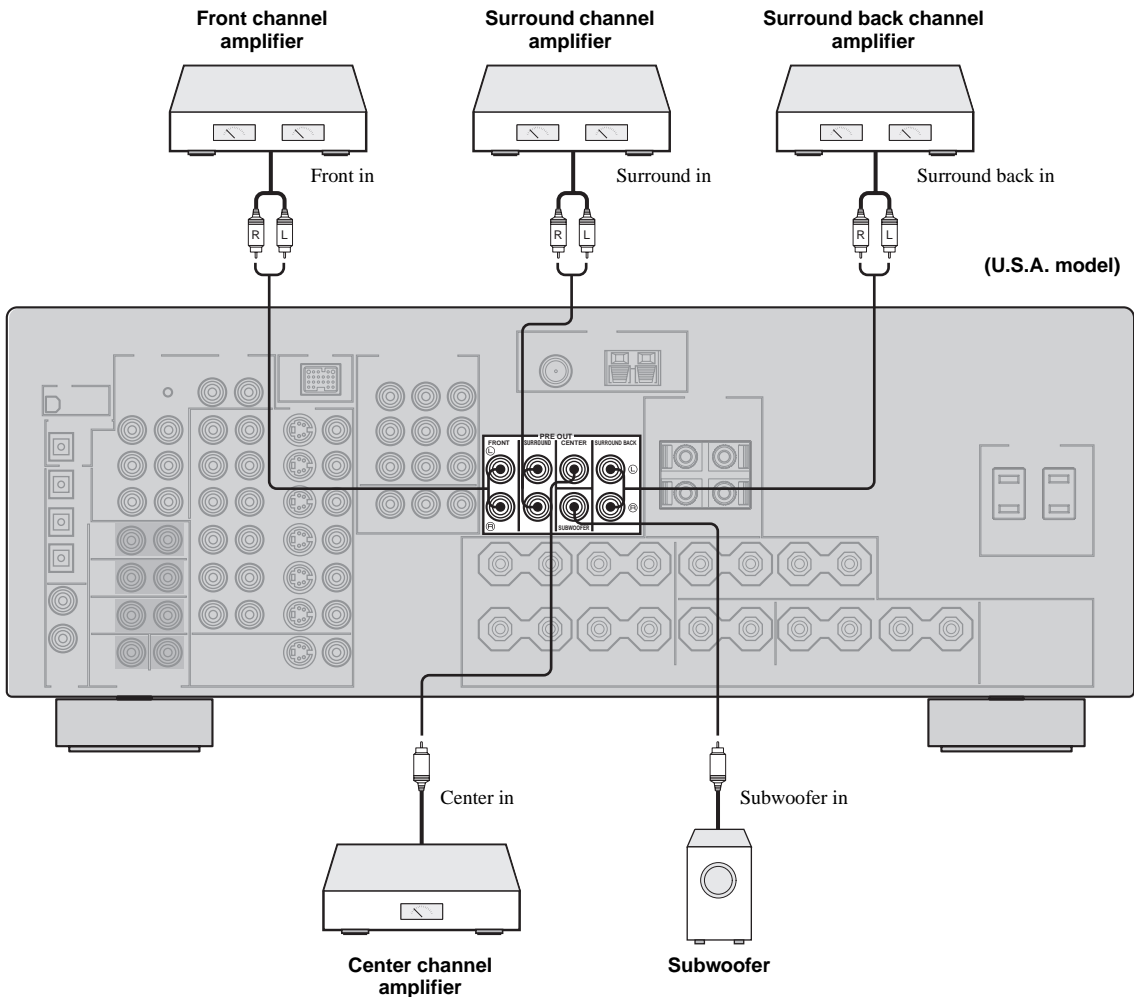 Front channel
amplifier
Surround channel
amplifier
Surround back channel
amplifier
Front in
Surround in
Surround back in
R L
R L
R L
(U.S.A. model)
PRE OUT
FRONT SURROUND CENTER SURROUND BACK
L L
R R
SUBWOOFER
Center in
Subwoofer in
Center channel
amplifier
Subwoofer